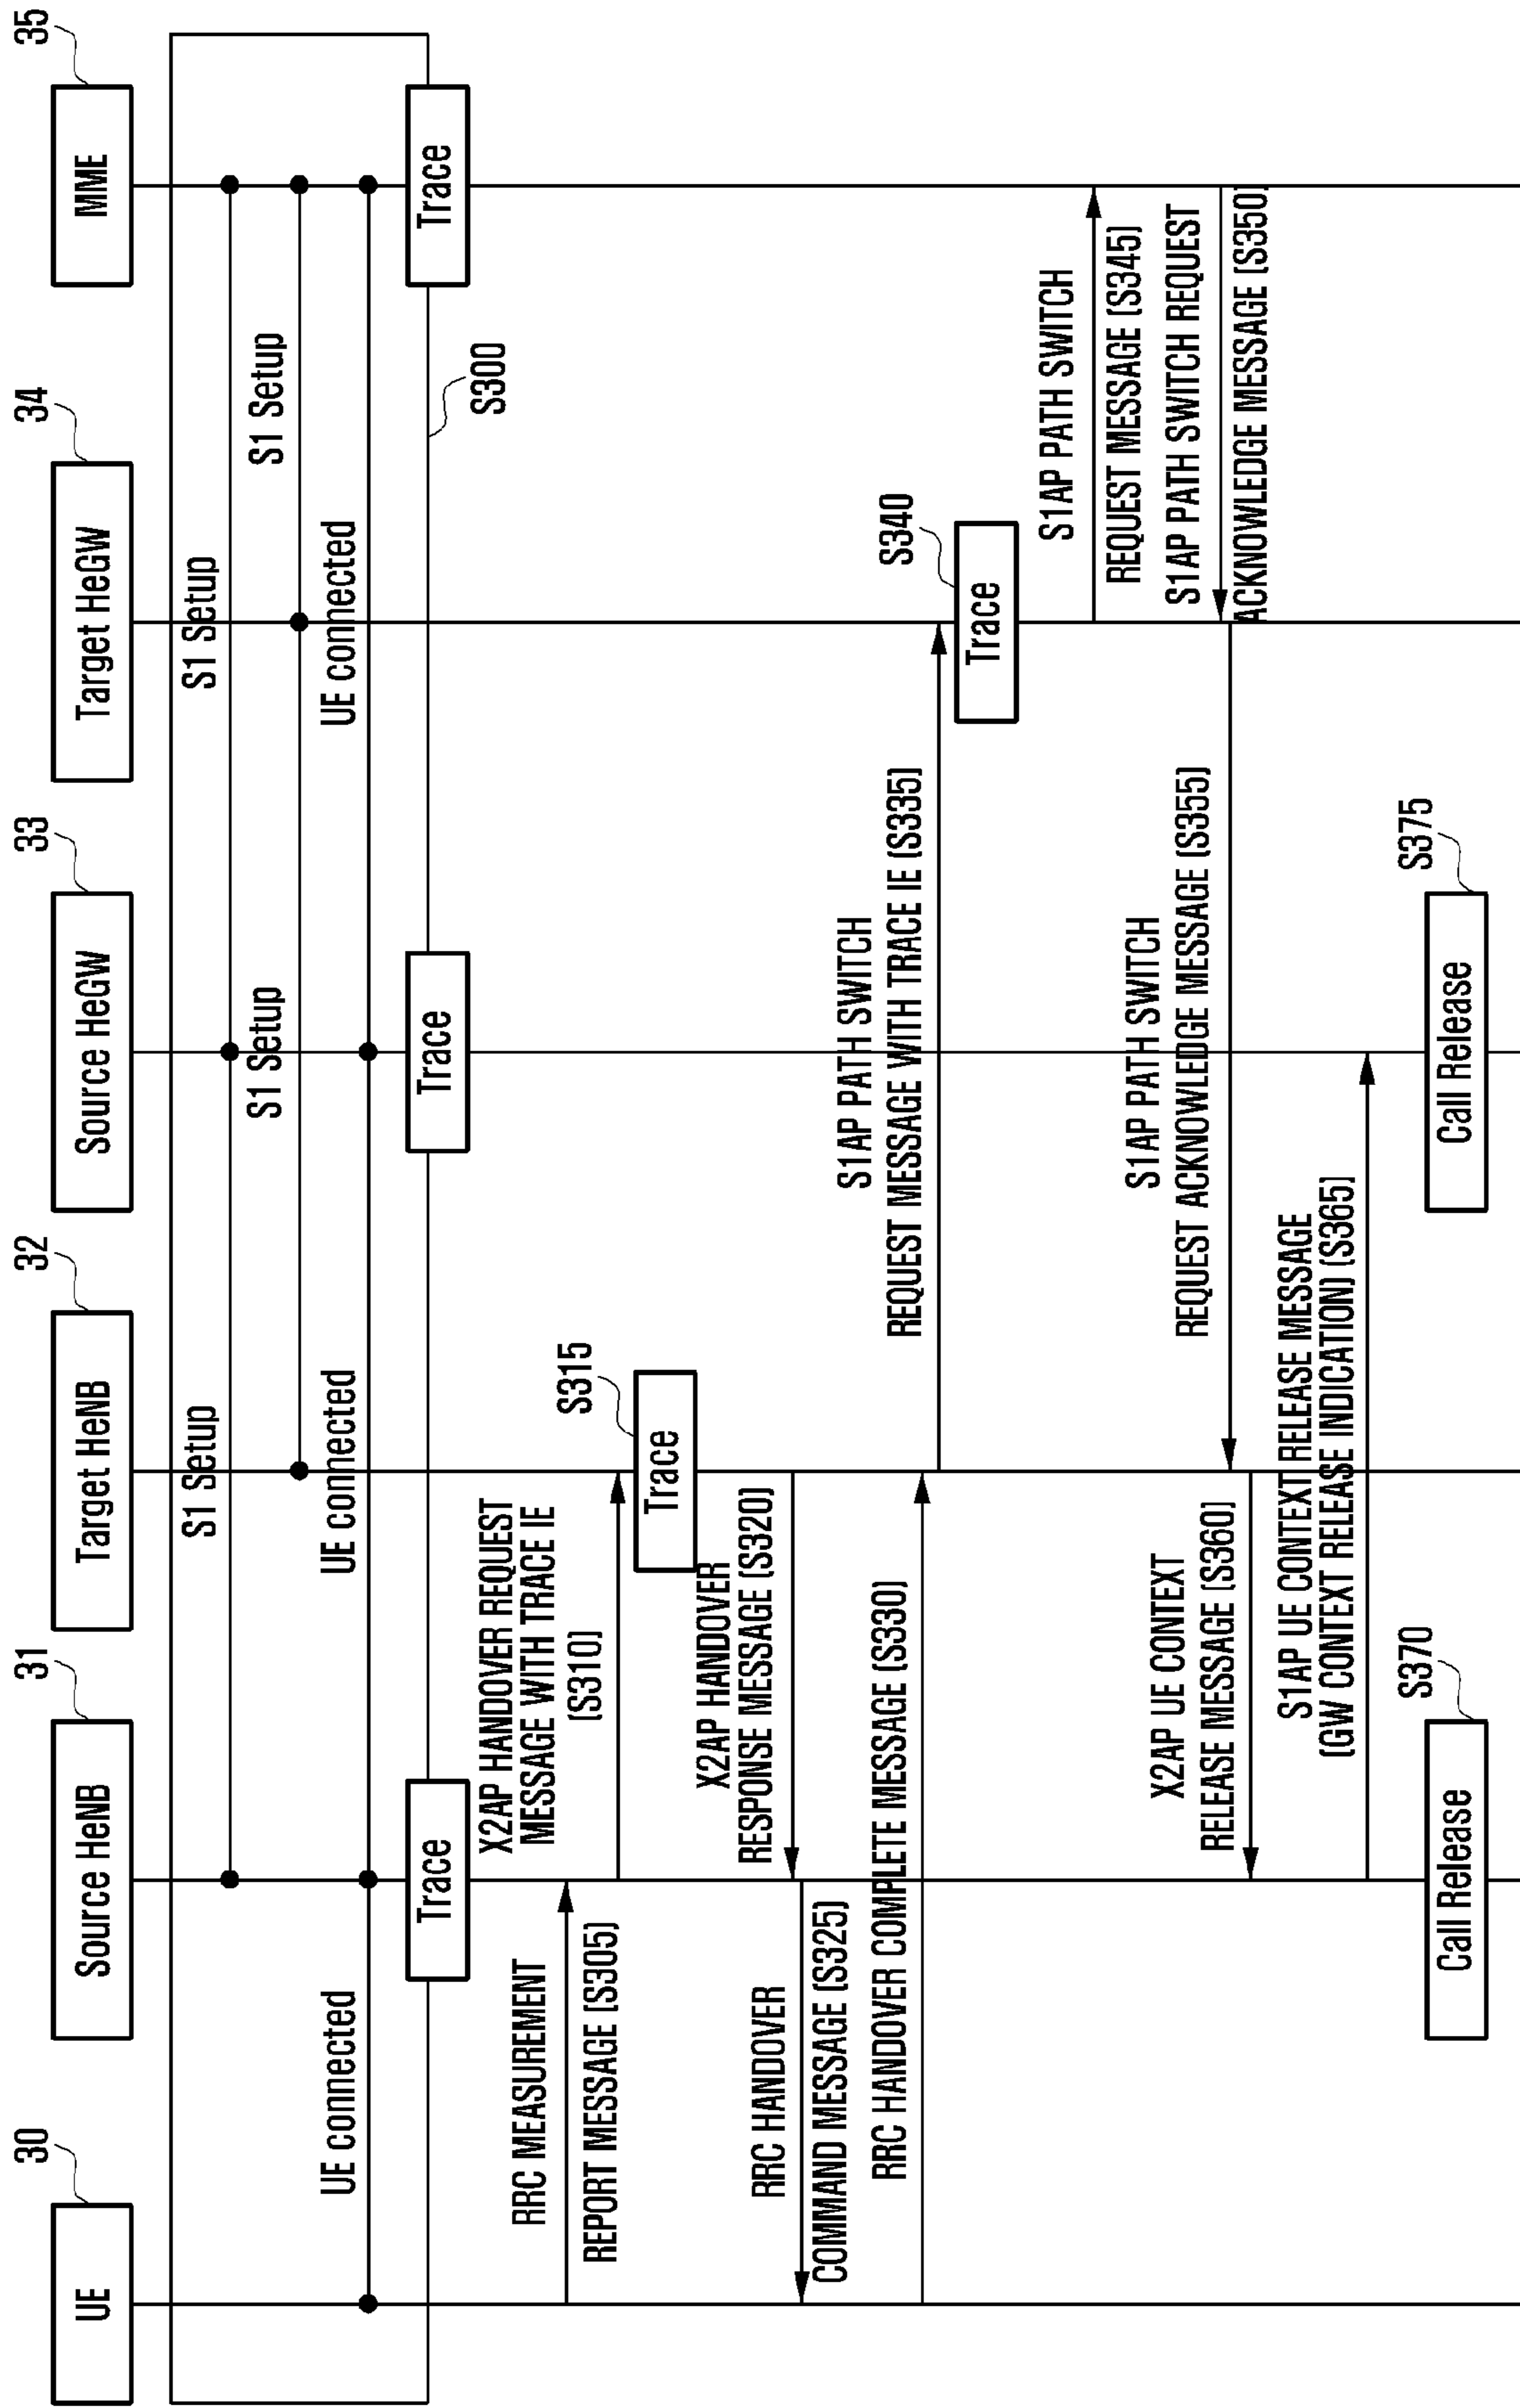 30
31
32
33
34
35
UE
Source HeNB
Target HeNB
Source HeGW
Target HeGW
MME
S1 Setup
S1 Setup
S1 Setup
S1 Setup
UE connected
UE connected
UE connected
Trace
Trace
Trace
S300
RRC MEASUREMENT
REPORT MESSAGE (S305)
X2AP HANDOVER REQUEST
MESSAGE WITH TRACE IE
(S310)
S315
Trace
X2AP HANDOVER
RESPONSE MESSAGE (S320)
RRC HANDOVER
COMMAND MESSAGE (S325)
RRC HANDOVER COMPLETE MESSAGE (S330)
S1AP PATH SWITCH
REQUEST MESSAGE WITH TRACE IE (S335)
S340
Trace
S1AP PATH SWITCH
REQUEST MESSAGE (S345)
S1AP PATH SWITCH REQUEST
ACKNOWLEDGE MESSAGE (S350)
S1AP PATH SWITCH
REQUEST ACKNOWLEDGE MESSAGE (S355)
X2AP UE CONTEXT
RELEASE MESSAGE (S360)
S1AP UE CONTEXT RELEASE MESSAGE
(GW CONTEXT RELEASE INDICATION) (S365)
S370
Call Release
S375
Call Release